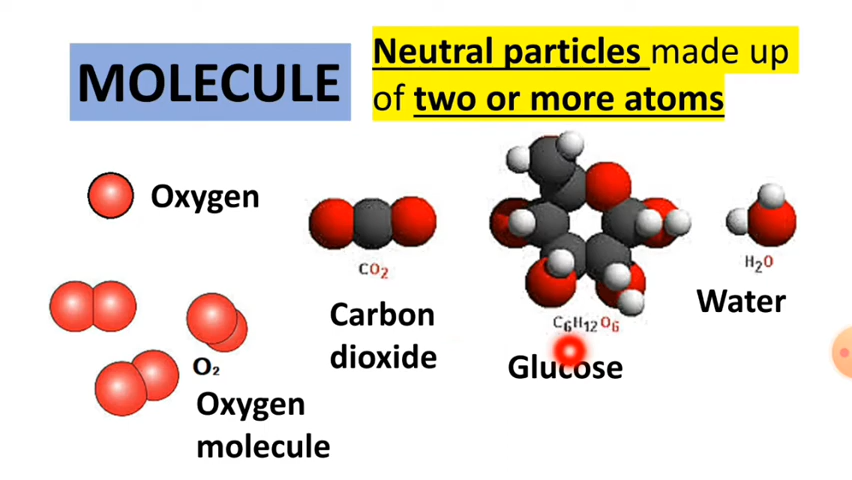 MOLECULE
Neutral particles made up
of two or more atoms
Oxygen
CO₂
Carbon
dioxide
C₆H₁₂O₆
Glucose
H₂O
Water
O₂
Oxygen
molecule